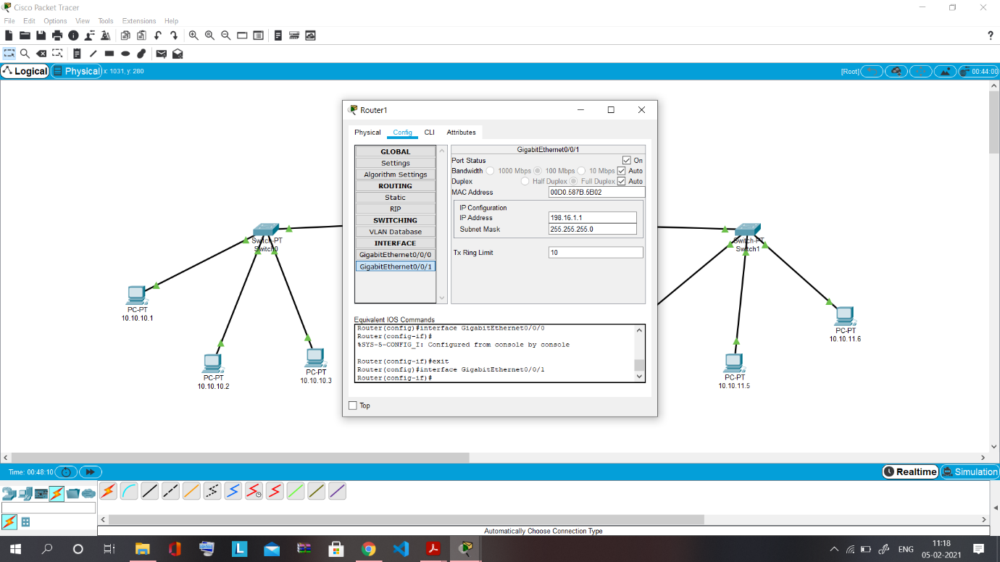 Cisco Packet Tracer
File Edit Options View Tools Extensions Help
?
Logical Physical x: 1031, y: 280 [Root] 00:44:00
Router1
Physical Config CLI Attributes
GLOBAL
Settings
Algorithm Settings
ROUTING
Static
RIP
SWITCHING
VLAN Database
INTERFACE
GigabitEthernet0/0/0
GigabitEthernet0/0/1
GigabitEthernet0/0/1
Port Status On
Bandwidth 1000 Mbps 100 Mbps 10 Mbps Auto
Duplex Half Duplex Full Duplex Auto
MAC Address 00D0.587B.5B02
IP Configuration
IP Address 198.16.1.1
Subnet Mask 255.255.255.0
Tx Ring Limit 10
Equivalent IOS Commands
Router(config)#interface GigabitEthernet0/0/0
Router(config-if)#
%SYS-5-CONFIG_I: Configured from console by console
Router(config-if)#exit
Router(config)#interface GigabitEthernet0/0/1
Router(config-if)#
Top
Switch-PT
Switch0
PC-PT
10.10.10.1
PC-PT
10.10.10.2
PC-PT
10.10.10.3
Switch-PT
Switch1
PC-PT
10.10.11.5
PC-PT
10.10.11.6
Time: 00:48:10 Realtime Simulation
Automatically Choose Connection Type
L
ENG
11:18
05-02-2021